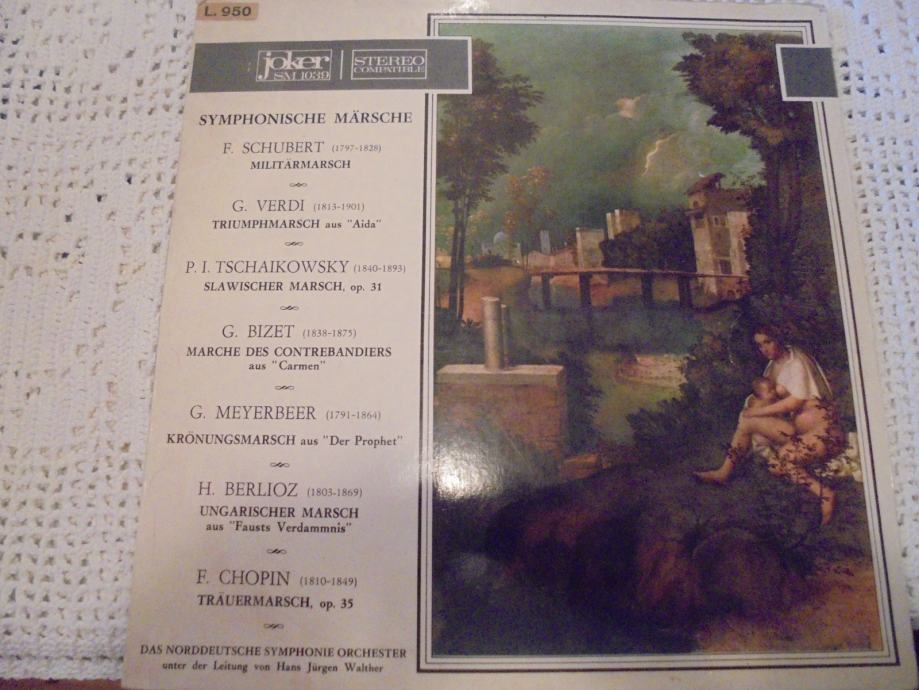 L. 950
joker
SM 1039
STEREO
COMPATIBLE
SYMPHONISCHE MÄRSCHE
F. SCHUBERT (1797-1828)
MILITÄRMARSCH
G. VERDI (1813-1901)
TRIUMPHMARSCH aus "Aida"
P. I. TSCHAIKOWSKY (1840-1893)
SLAWISCHER MARSCH, op. 31
G. BIZET (1838-1875)
MARCHE DES CONTREBANDIERS
aus "Carmen"
G. MEYERBEER (1791-1864)
KRÖNUNGSMARSCH aus "Der Prophet"
H. BERLIOZ (1803-1869)
UNGARISCHER MARSCH
aus "Fausts Verdammnis"
F. CHOPIN (1810-1849)
TRÄUERMARSCH, op. 35
DAS NORDDEUTSCHE SYMPHONIE ORCHESTER
unter der Leitung von Hans Jürgen Walther